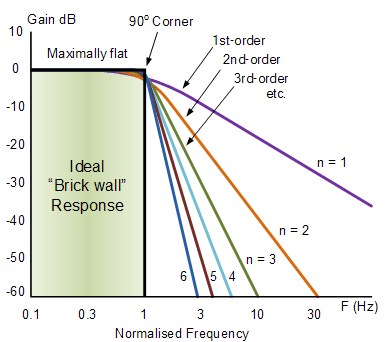 Gain dB
90º Corner
10
Maximally flat
1st-order
2nd-order
3rd-order
etc.
0
-10
-20
-30
-40
-50
-60
Ideal
“Brick wall”
Response
n = 1
n = 2
n = 3
6
5
4
F (Hz)
0.1
0.3
1
3
10
30
Normalised Frequency